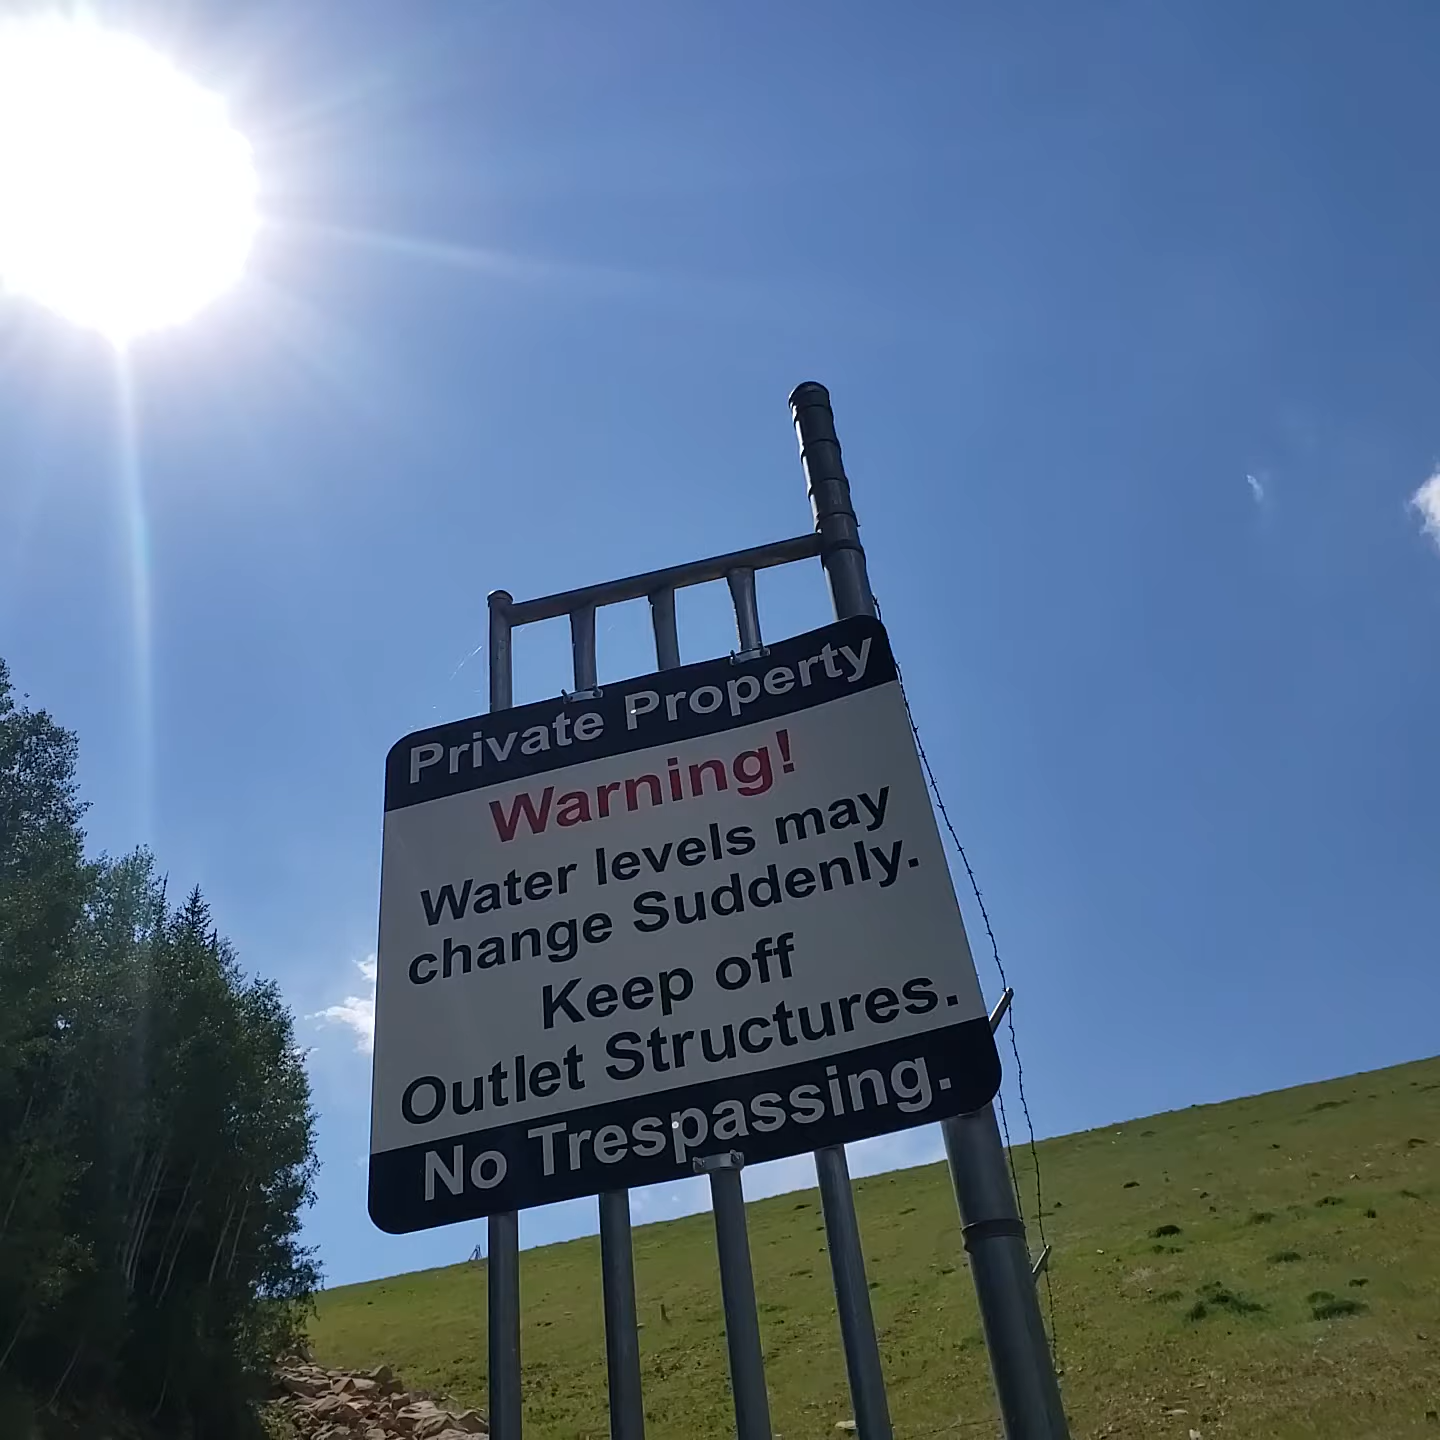 Private Property
Warning!
Water levels may
change Suddenly.
Keep off
Outlet Structures.
No Trespassing.